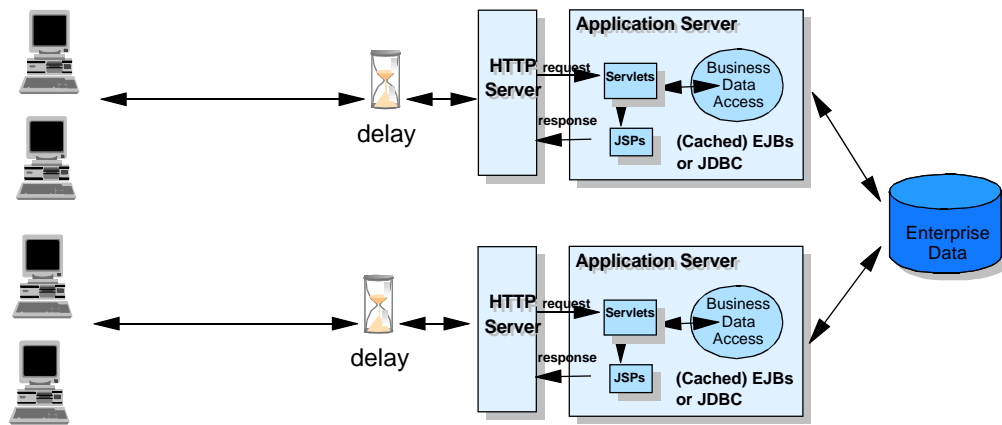 Application Server
HTTP
Server
request
Servlets
Business
Data
Access
delay
response
JSPs
(Cached) EJBs
or JDBC
Enterprise
Data
Application Server
HTTP
Server
request
Servlets
Business
Data
Access
delay
response
JSPs
(Cached) EJBs
or JDBC